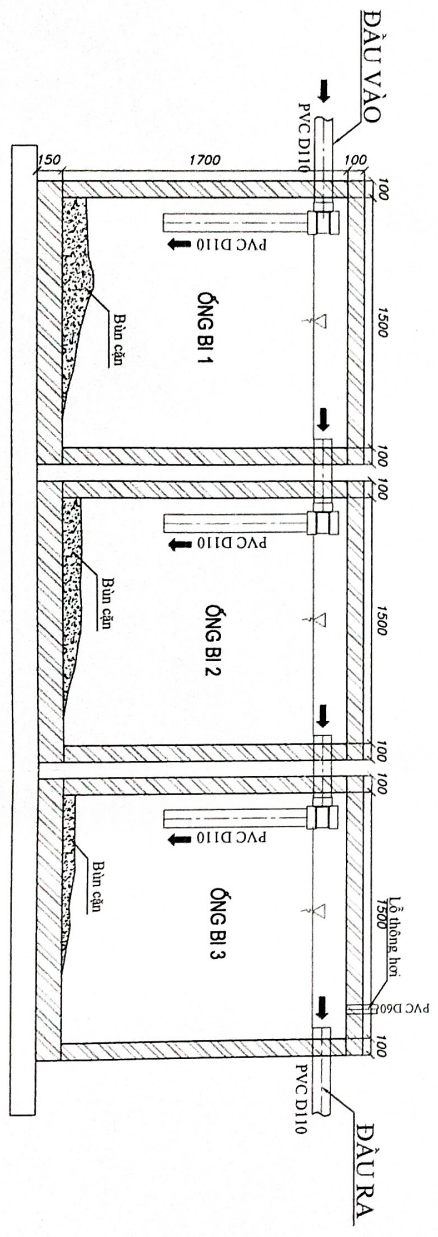 ĐẦU VÀO
PVC D110
150
1700
100
100
1500
100
100
1500
100
100
1500
100
Lỗ thông hơi
PVC D60
PVC D110
ỐNG BI 1
Bùn cặn
PVC D110
ỐNG BI 2
Bùn cặn
PVC D110
ỐNG BI 3
Bùn cặn
PVC D110
ĐẦU RA